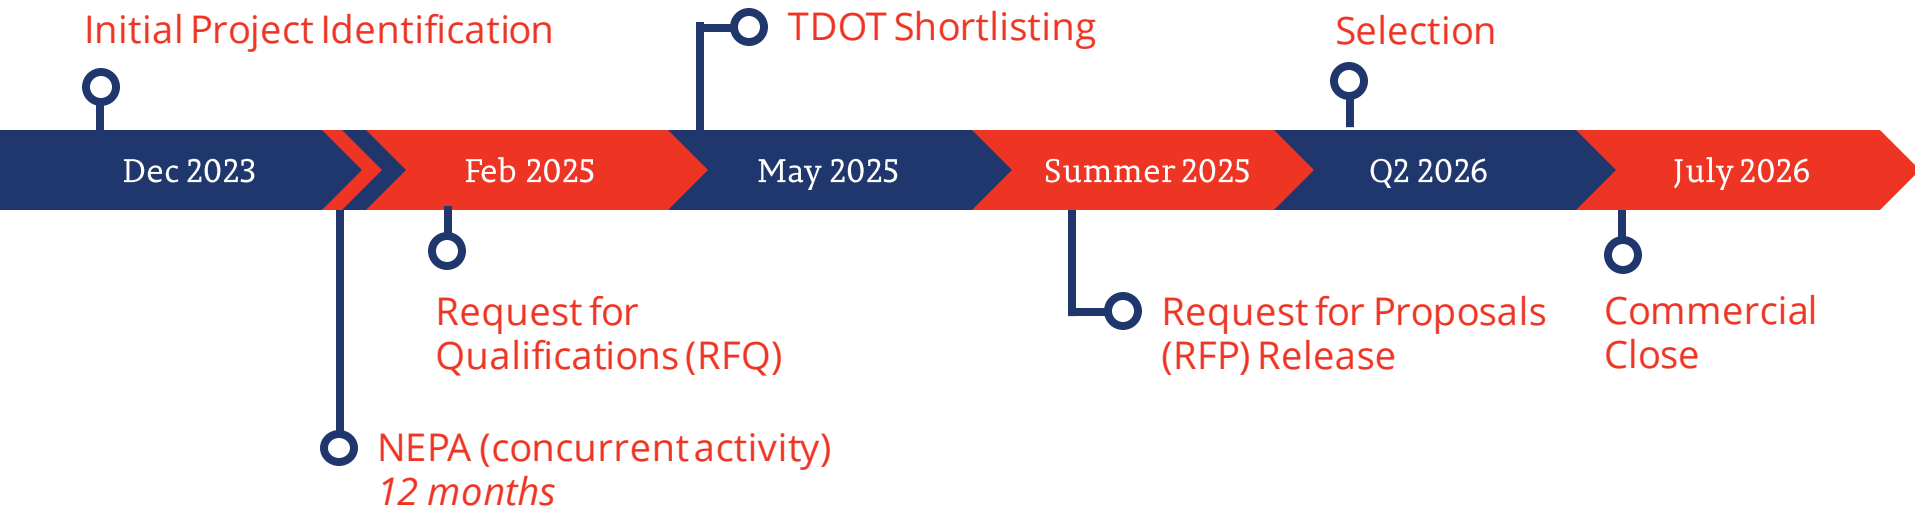 Initial Project Identification
TDOT Shortlisting
Selection
Dec 2023
Feb 2025
May 2025
Summer 2025
Q2 2026
July 2026
Request for
Qualifications (RFQ)
Request for Proposals
(RFP) Release
Commercial
Close
NEPA (concurrent activity)
12 months